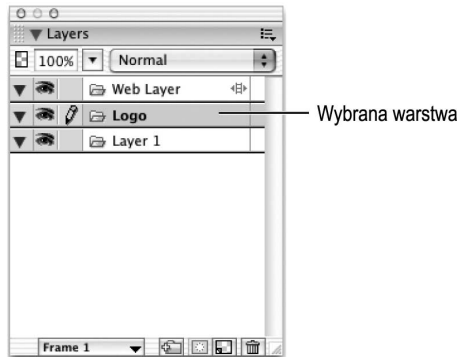 Layers
100% Normal
Web Layer
Logo
Wybrana warstwa
Layer 1
Frame 1